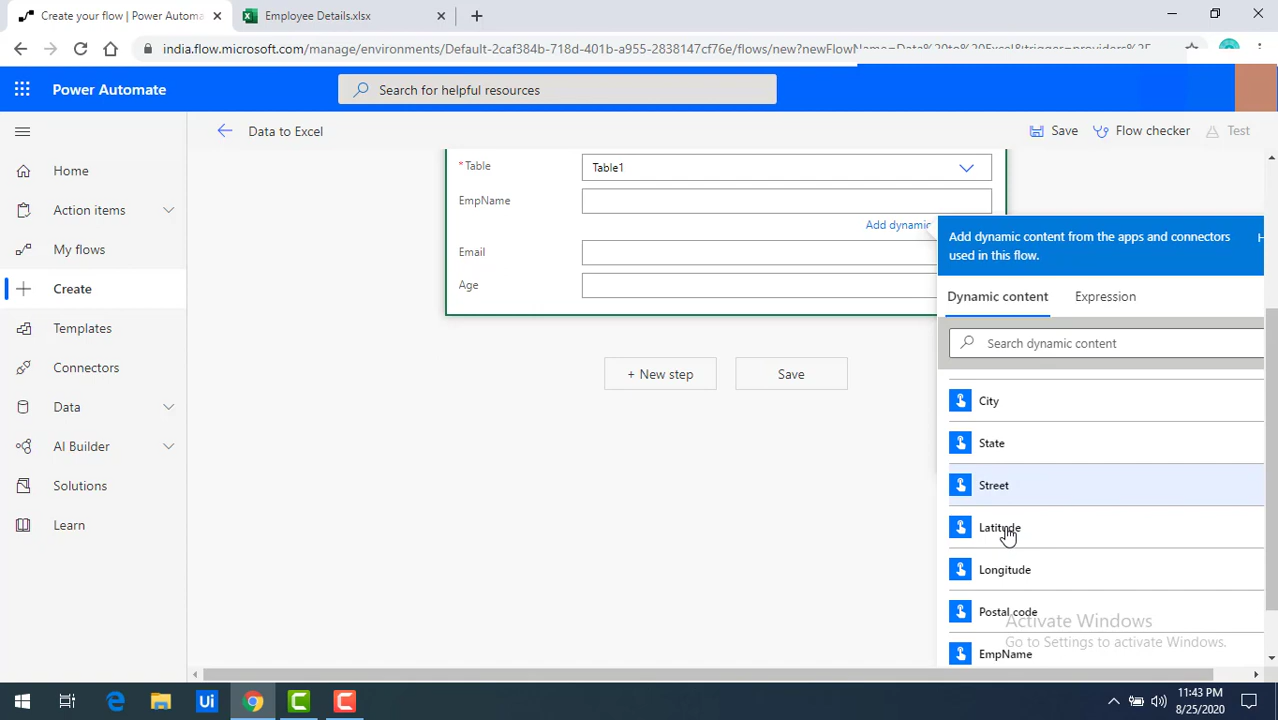 Create your flow | Power Automa
Employee Details.xlsx
india.flow.microsoft.com/manage/environments/Default-2caf384b-718d-401b-a955-2838147cf76e/flows/new?newFlowName=Data%20to%20Excel&trigger=providers%2F
Power Automate
Search for helpful resources
Data to Excel
Save
Flow checker
Test
Home
Action items
My flows
Create
Templates
Connectors
Data
AI Builder
Solutions
Learn
*Table
Table1
EmpName
Add dynamic
Email
Age
+ New step
Save
Add dynamic content from the apps and connectors
used in this flow.
H
Dynamic content
Expression
Search dynamic content
City
State
Street
Latitude
Longitude
Postal code
EmpName
Activate Windows
Go to Settings to activate Windows.
Ui
11:43 PM
8/25/2020